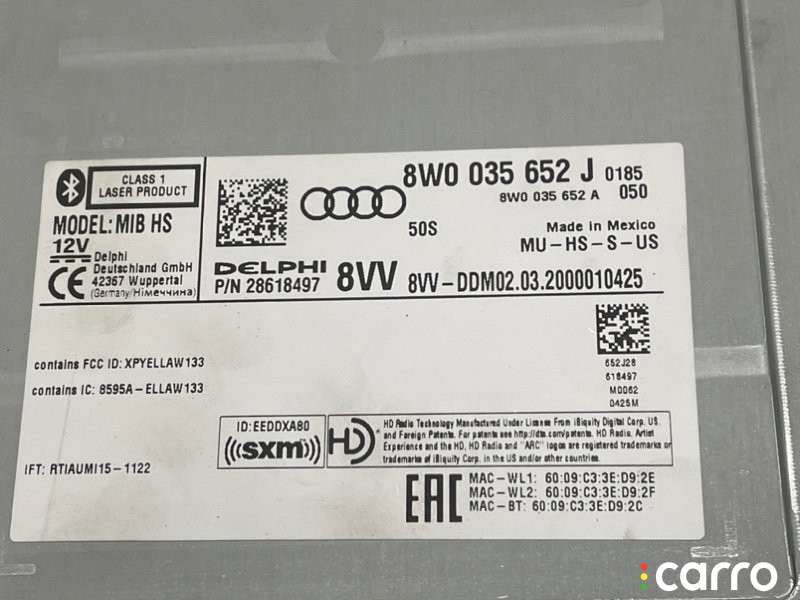 CLASS 1
LASER PRODUCT
MODEL: MIB HS
12V
Delphi
Deutschland GmbH
42367 Wuppertal
(Germany/Німеччина)
CE
8W0 035 652 J 0185
8W0 035 652 A 050
50S
Made in Mexico
MU-HS-S-US
DELPHI
P/N 28618497
8VV 8VV-DDM02.03.2000010425
contains FCC ID: XPYELLAW133
contains IC: 8595A-ELLAW133
IFT: RTIAUMI15-1122
652J28
618497
M0062
0425M
ID:EEDDXA80
((((sxm))))
HD
HD Radio Technology Manufactured Under License From iBiquity Digital Corp. US
and Foreign Patents. For patents see http://dts.com/patents. HD Radio, Artist
Experience and the HD, HD Radio and "ARC" logos are registered trademarks or
trademarks of iBiquity Corp. in the US and/or other countries.
EAC
MAC-WL1: 60:09:C3:3E:D9:2E
MAC-WL2: 60:09:C3:3E:D9:2F
MAC-BT: 60:09:C3:3E:D9:2C
carro